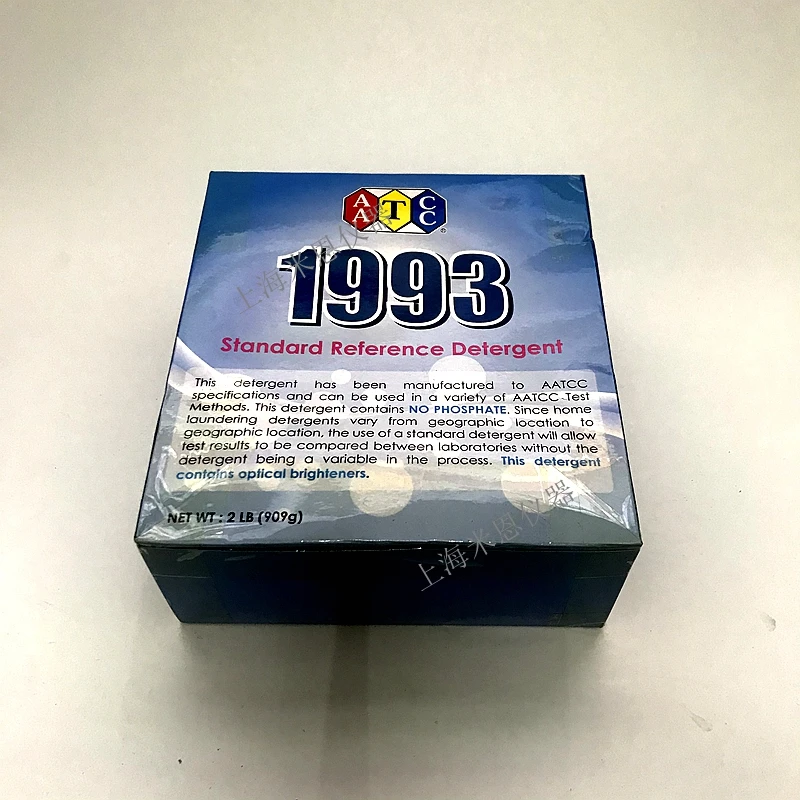 AATCC
®
1993
Standard Reference Detergent
This detergent has been manufactured to AATCC
specifications and can be used in a variety of AATCC Test
Methods. This detergent contains NO PHOSPHATE. Since home
laundering detergents vary from geographic location to
geographic location, the use of a standard detergent will allow
test results to be compared between laboratories without the
detergent being a variable in the process. This detergent
contains optical brighteners.
NET WT : 2 LB (909g)
上海米恩仪器
上海米恩仪器